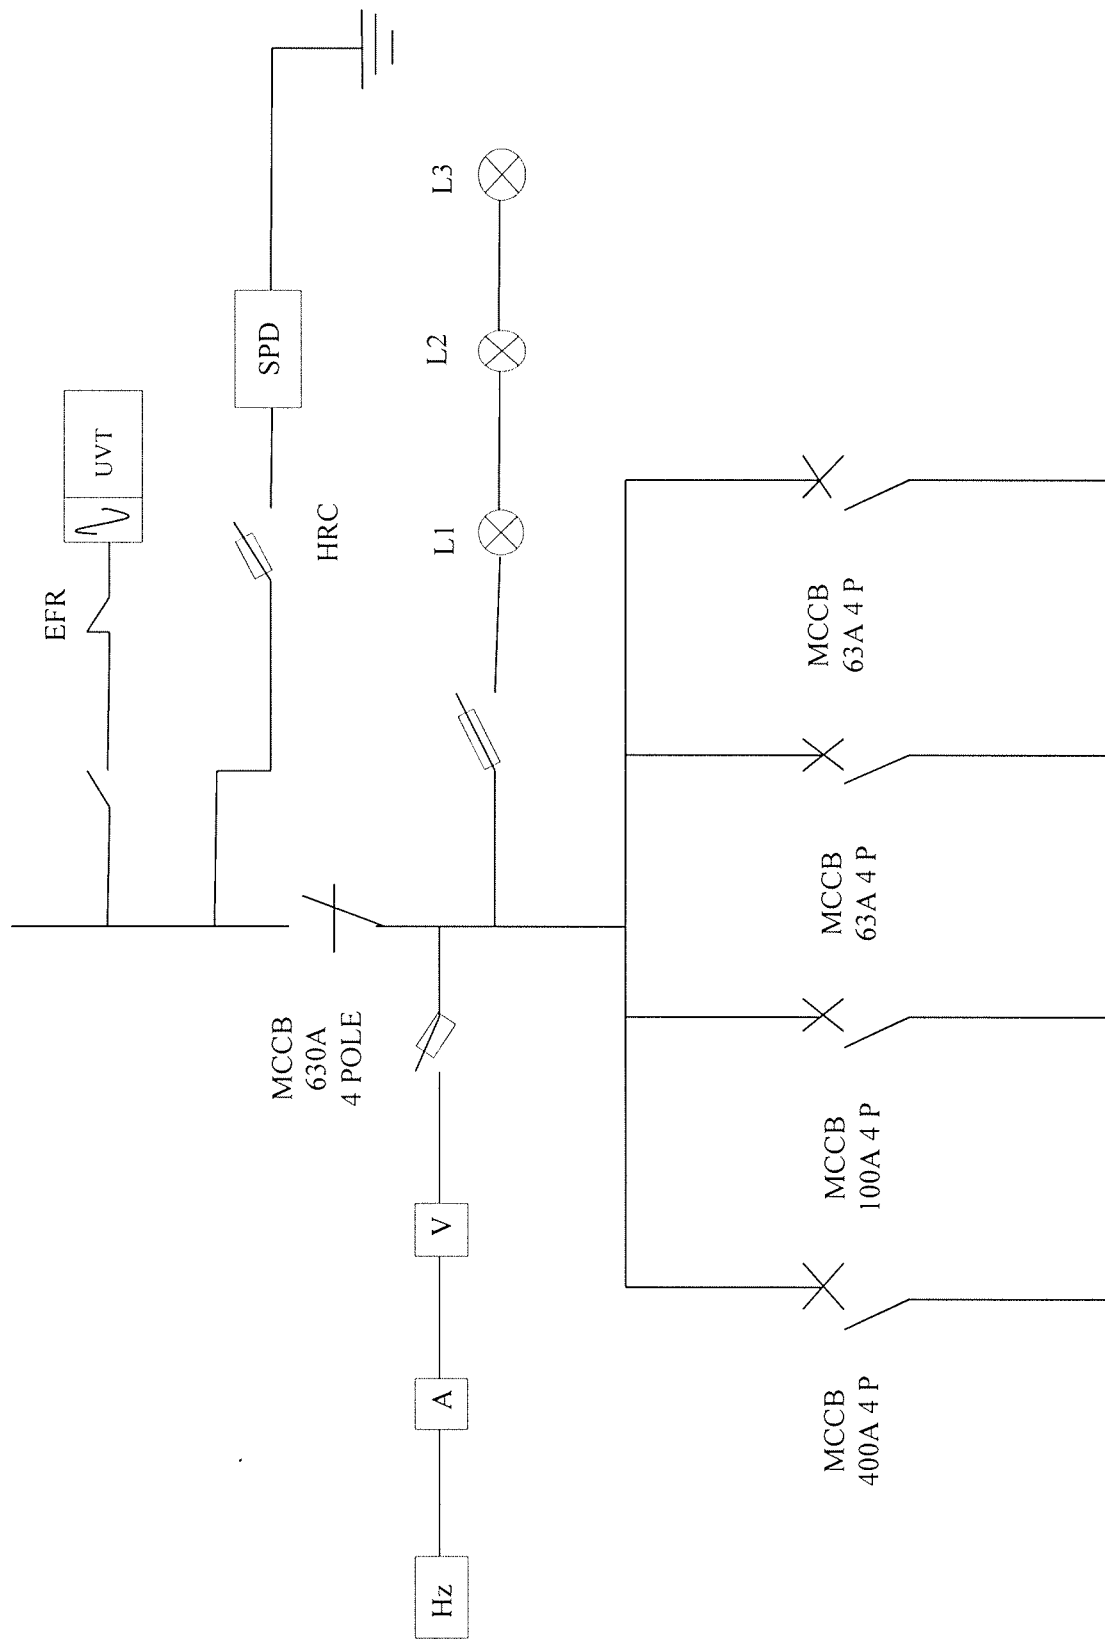 EFR
UVT
SPD
HRC
L1
L2
L3
MCCB
630A
4 POLE
Hz
A
V
MCCB
400A 4 P
MCCB
100A 4 P
MCCB
63A 4 P
MCCB
63A 4 P